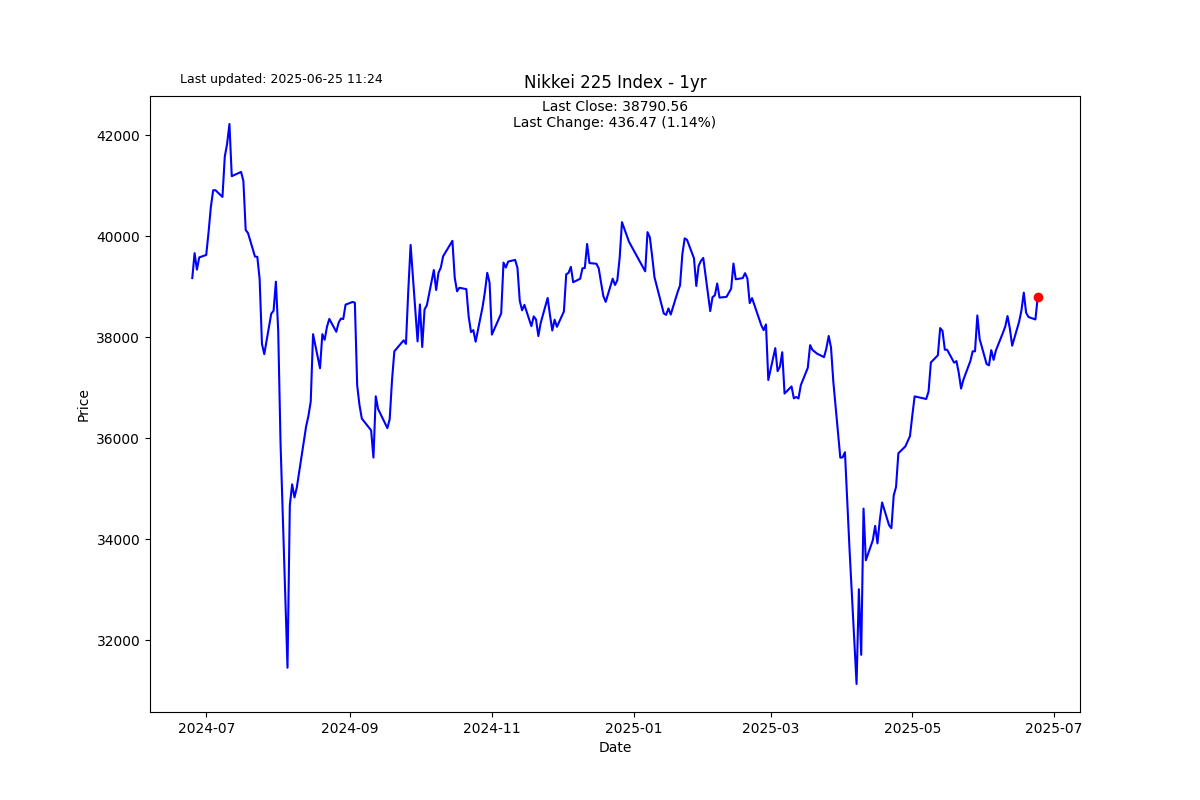 Last updated: 2025-06-25 11:24
Nikkei 225 Index - 1yr
Last Close: 38790.56
Last Change: 436.47 (1.14%)
42000
40000
38000
36000
34000
32000
Price
2024-07
2024-09
2024-11
2025-01
2025-03
2025-05
2025-07
Date